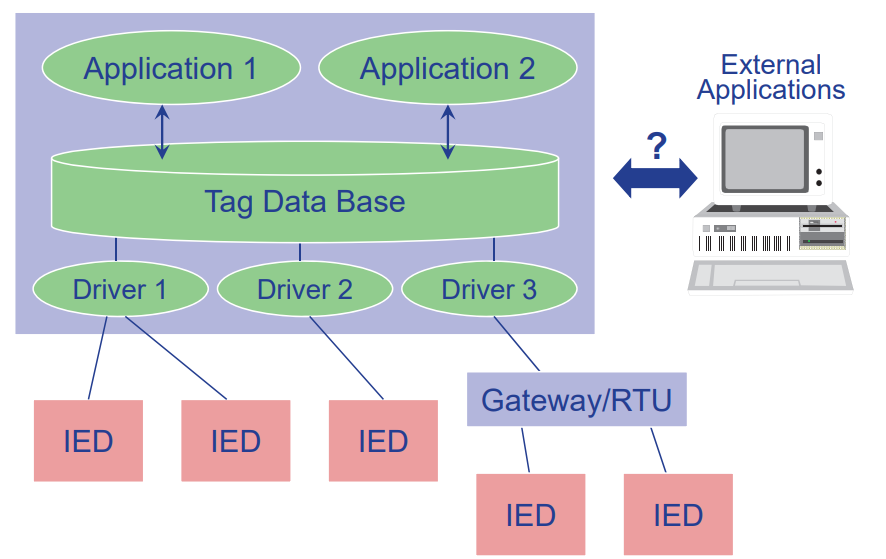 Application 1
Application 2
External
Applications
?
Tag Data Base
Driver 1
Driver 2
Driver 3
Gateway/RTU
IED
IED
IED
IED
IED